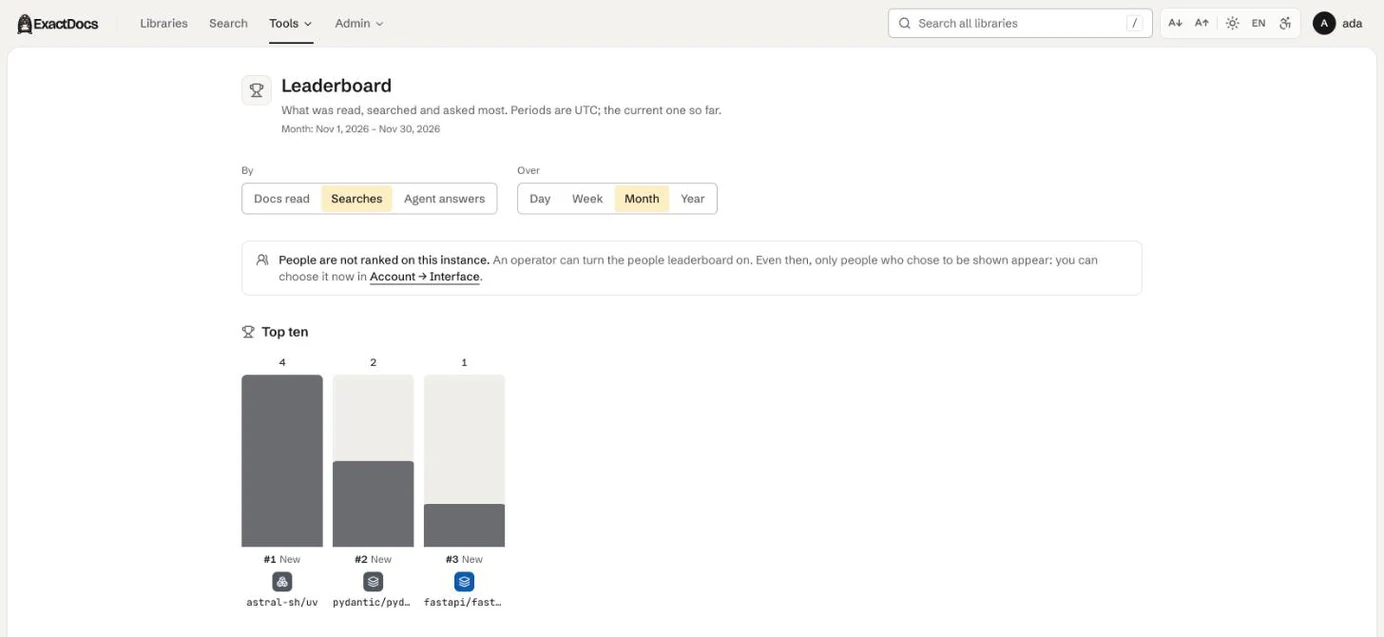 ExactDocs
Libraries
Search
Tools
Admin
Search all libraries
/
A↓
A↑
EN
A
ada
Leaderboard
What was read, searched and asked most. Periods are UTC; the current one so far.
Month: Nov 1, 2026 – Nov 30, 2026
By
Over
Docs read
Searches
Agent answers
Day
Week
Month
Year
People are not ranked on this instance. An operator can turn the people leaderboard on. Even then, only people who chose to be shown appear: you can
choose it now in Account → Interface.
Top ten
4
2
1
#1 New
#2 New
#3 New
astral-sh/uv
pydantic/pyd…
fastapi/fast…